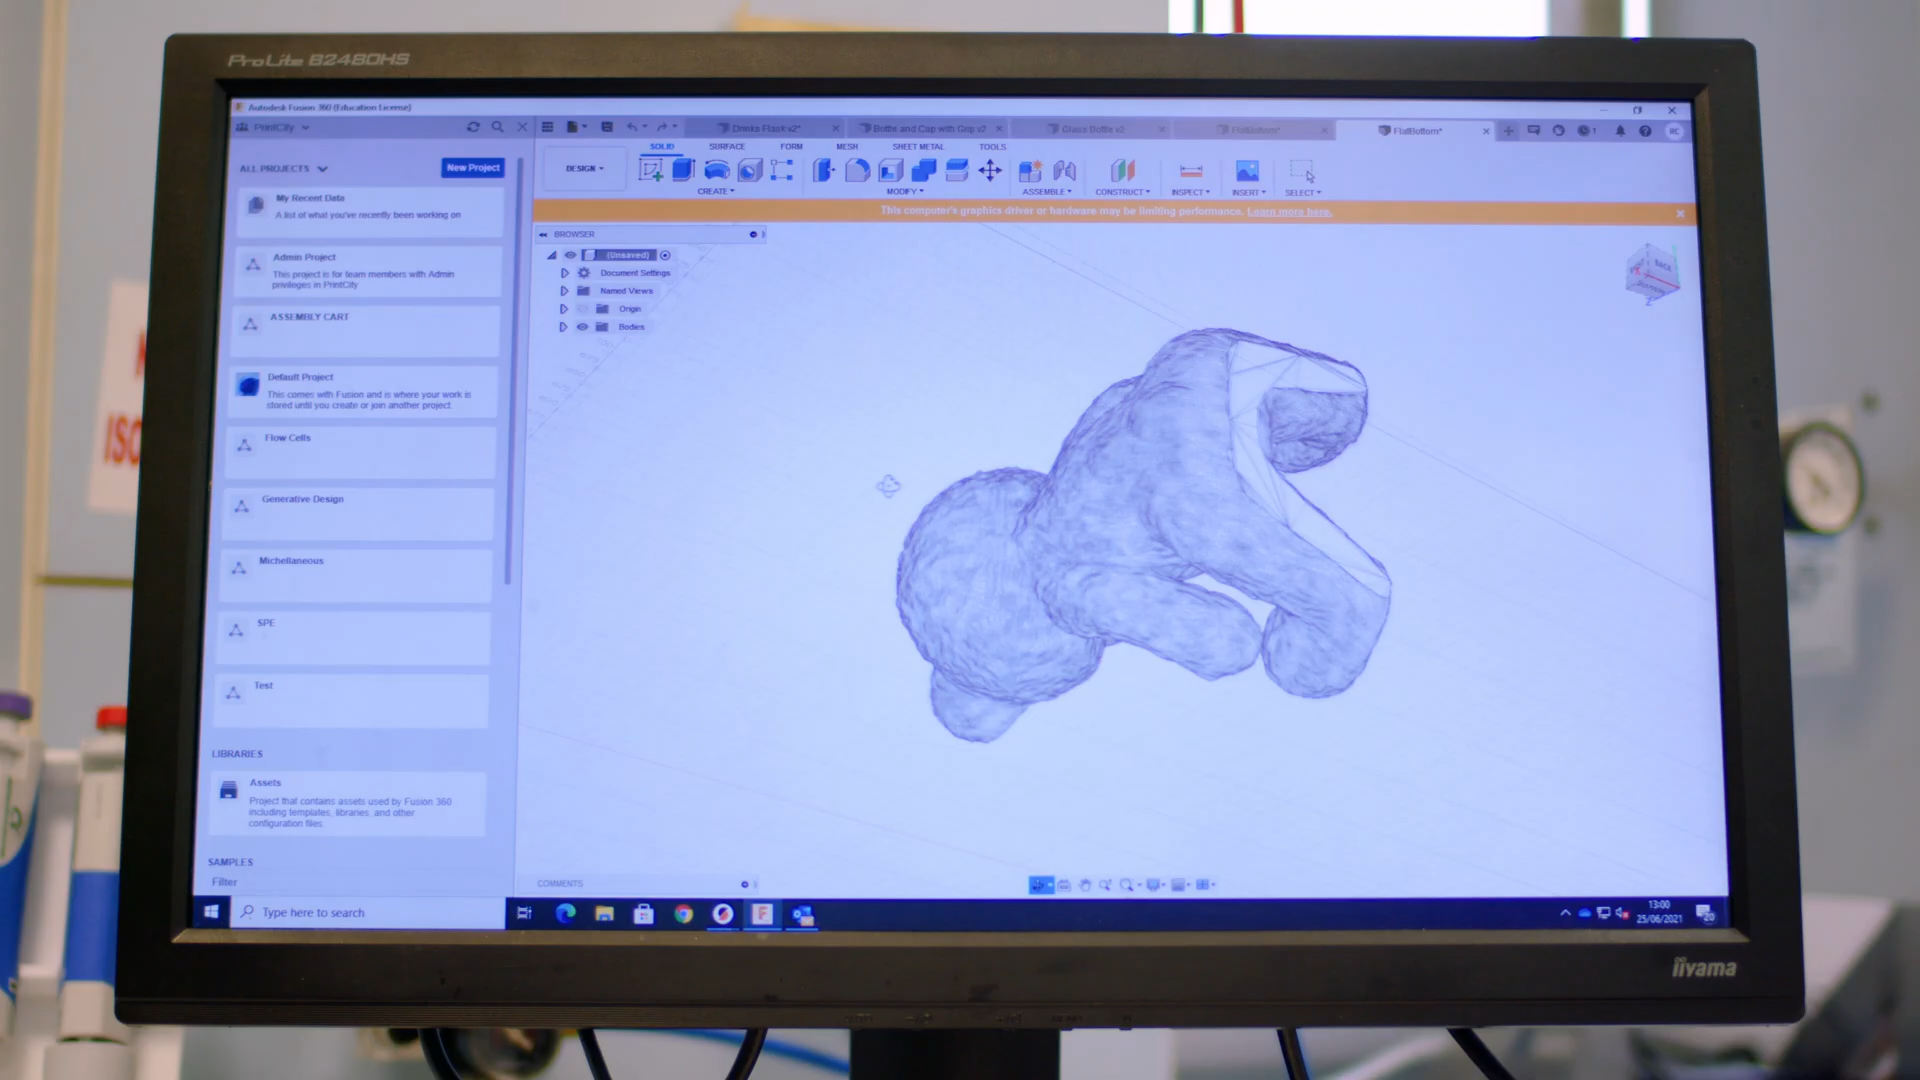 ProLite B2480HS
Autodesk Fusion 360 (Education License)
PrintCity
Drinks Flask v2*
Bottle and Cup with Grip v2
Glass Bottle v2
FlatBottom*
FlatBottom*
RC
SOLID SURFACE FORM MESH SHEET METAL TOOLS
ALL PROJECTS
New Project
DESIGN
CREATE MODIFY ASSEMBLE CONSTRUCT INSPECT INSERT SELECT
This computer's graphics driver or hardware may be limiting performance. Learn more here.
My Recent Data
A list of what you've recently been working on
Admin Project
This project is for team members with Admin
privileges in PrintCity
ASSEMBLY CART
Default Project
This comes with Fusion and is where your work is
stored until you create or join another project.
Flow Cells
Generative Design
Michellaneous
SPE
Test
LIBRARIES
Assets
Project that contains assets used by Fusion 360
including templates, libraries, and other
configuration files.
SAMPLES
Filter
BROWSER
(Unsaved)
Document Settings
Named Views
Origin
Bodies
BACK
BOTTOM
COMMENTS
Type here to search
13:00
25/06/2021
20
iiyama